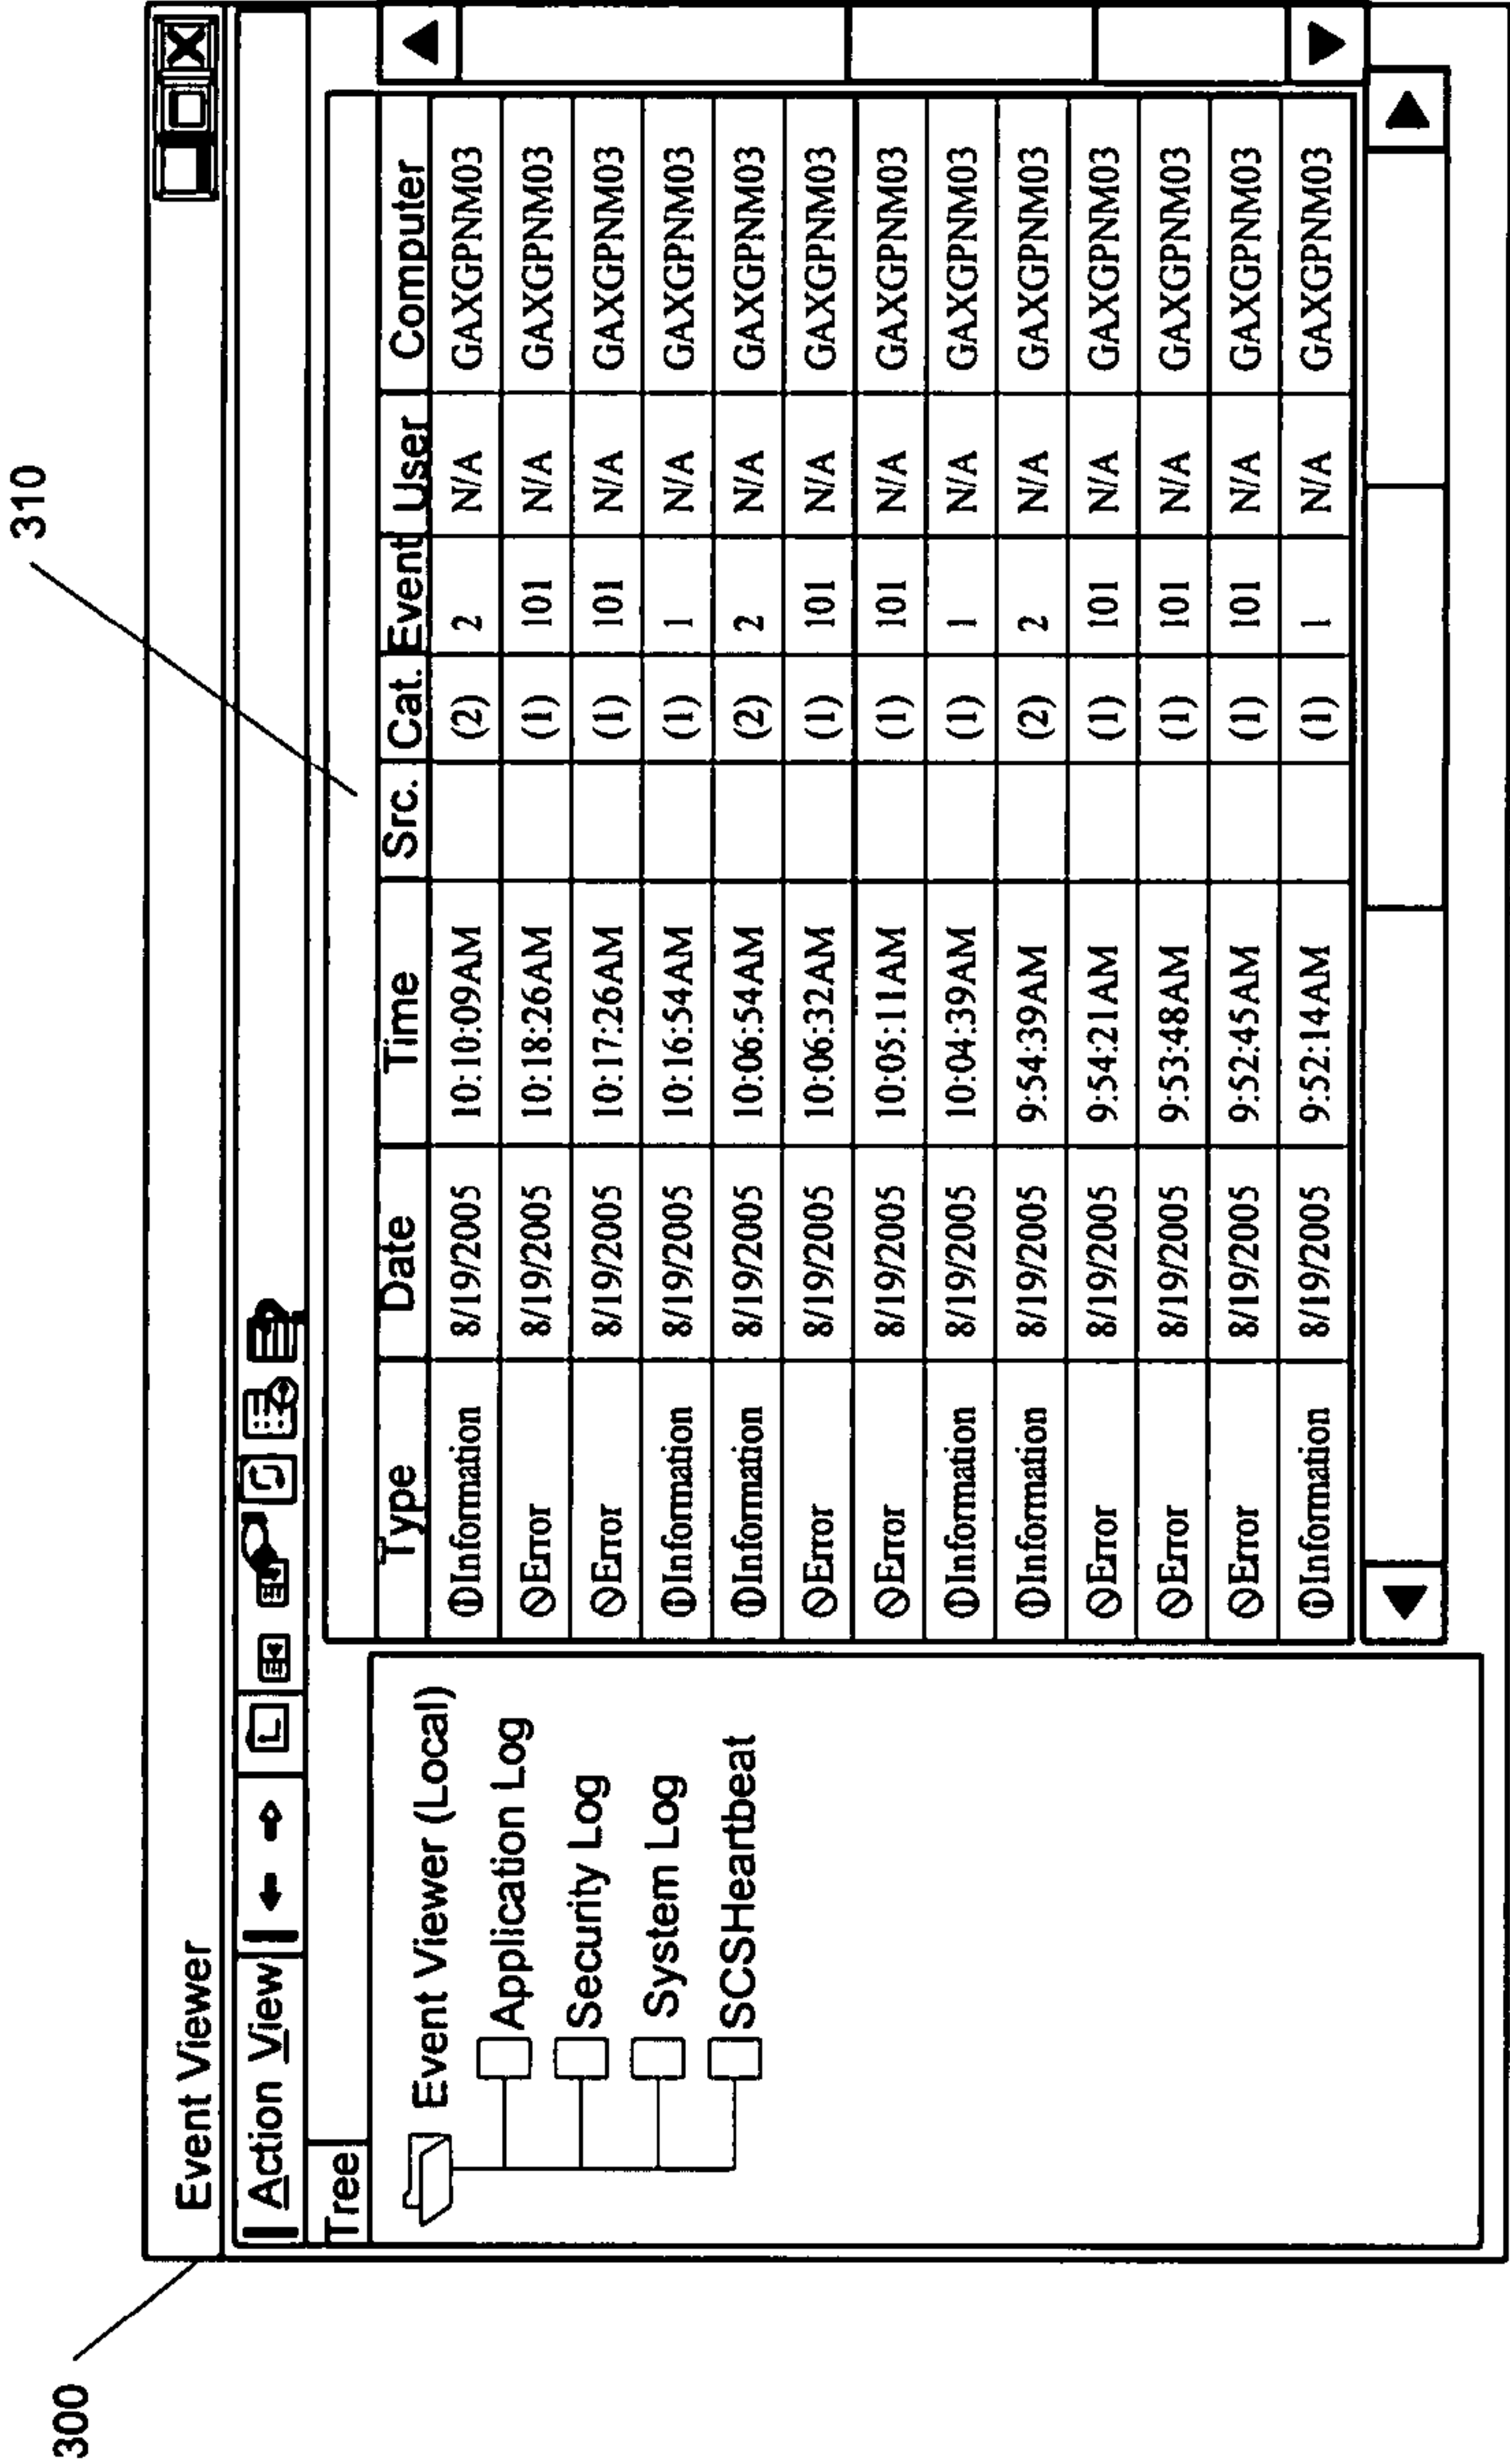 310
300
Event Viewer
Action View
Tree
Event Viewer (Local)
Application Log
Security Log
System Log
SCSHeartbeat
Type Date Time Src. Cat. Event User Computer
Information 8/19/2005 10:10:09AM (2) 2 N/A GAXGPNM03
Error 8/19/2005 10:18:26AM (1) 101 N/A GAXGPNM03
Error 8/19/2005 10:17:26AM (1) 101 N/A GAXGPNM03
Information 8/19/2005 10:16:54AM (1) 1 N/A GAXGPNM03
Information 8/19/2005 10:06:54AM (2) 2 N/A GAXGPNM03
Error 8/19/2005 10:06:32AM (1) 101 N/A GAXGPNM03
Error 8/19/2005 10:05:11AM (1) 101 N/A GAXGPNM03
Information 8/19/2005 10:04:39AM (1) 1 N/A GAXGPNM03
Information 8/19/2005 9:54:39AM (2) 2 N/A GAXGPNM03
Error 8/19/2005 9:54:21AM (1) 101 N/A GAXGPNM03
Error 8/19/2005 9:53:48AM (1) 101 N/A GAXGPNM03
Error 8/19/2005 9:52:45AM (1) 101 N/A GAXGPNM03
Information 8/19/2005 9:52:14AM (1) 1 N/A GAXGPNM03